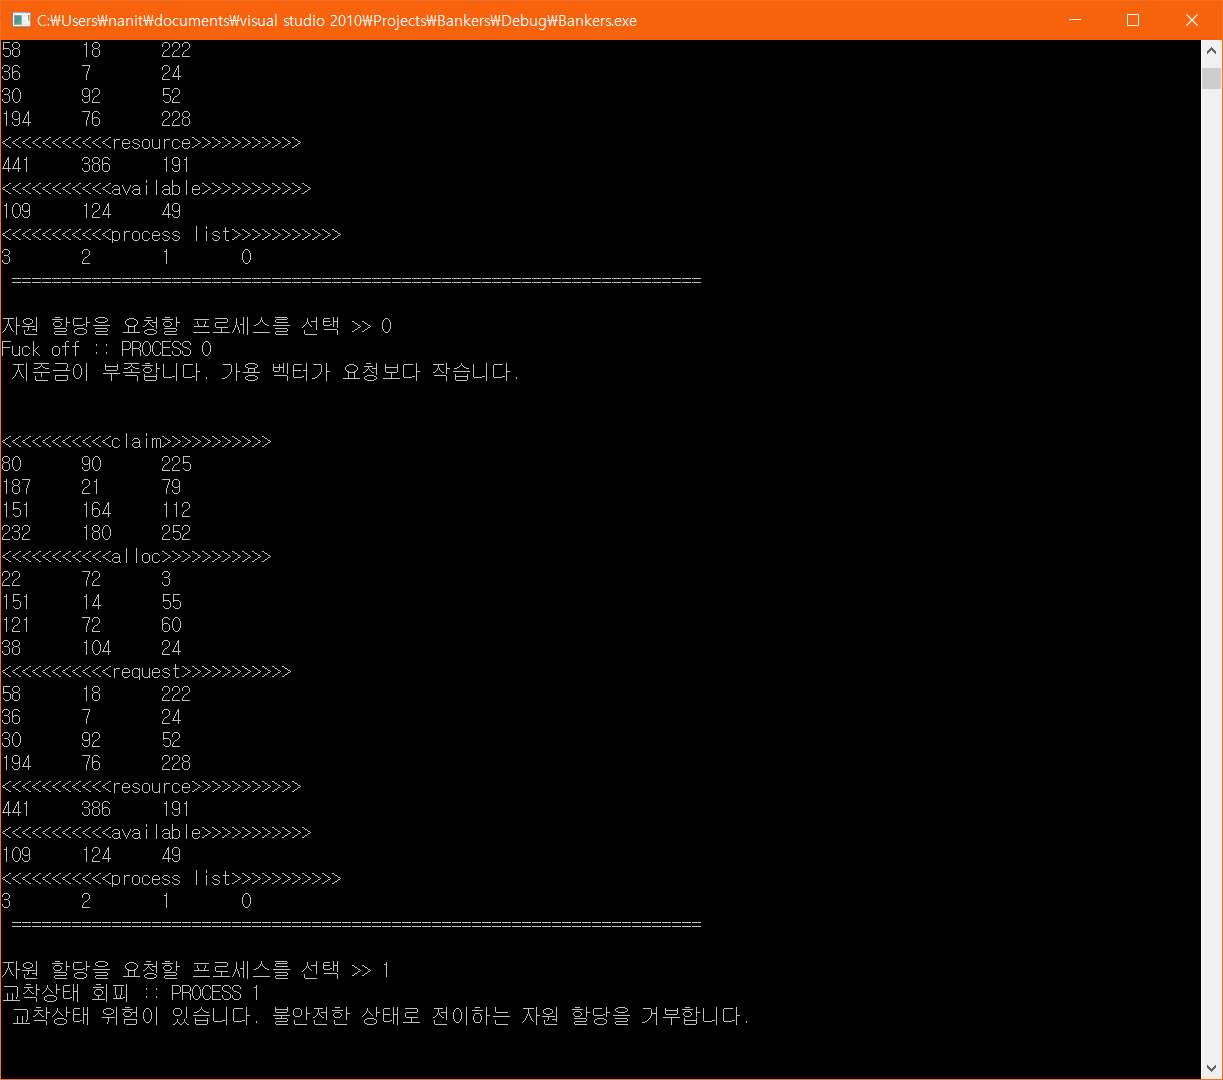 C:₩Users₩nanit₩documents₩visual studio 2010₩Projects₩Bankers₩Debug₩Bankers.exe
58 18 222
36 7 24
30 92 52
194 76 228
<<<<<<<<<<<resource>>>>>>>>>>>
441 386 191
<<<<<<<<<<<available>>>>>>>>>>>
109 124 49
<<<<<<<<<<<process list>>>>>>>>>>>
3 2 1 0
=====================================================================
자원 할당을 요청할 프로세스를 선택 >> 0
Fuck off :: PROCESS 0
지준금이 부족합니다. 가용 벡터가 요청보다 작습니다.
<<<<<<<<<<<claim>>>>>>>>>>>
80 90 225
187 21 79
151 164 112
232 180 252
<<<<<<<<<<<alloc>>>>>>>>>>>
22 72 3
151 14 55
121 72 60
38 104 24
<<<<<<<<<<<request>>>>>>>>>>>
58 18 222
36 7 24
30 92 52
194 76 228
<<<<<<<<<<<resource>>>>>>>>>>>
441 386 191
<<<<<<<<<<<available>>>>>>>>>>>
109 124 49
<<<<<<<<<<<process list>>>>>>>>>>>
3 2 1 0
=====================================================================
자원 할당을 요청할 프로세스를 선택 >> 1
교착상태 회피 :: PROCESS 1
교착상태 위험이 있습니다. 불안전한 상태로 전이하는 자원 할당을 거부합니다.